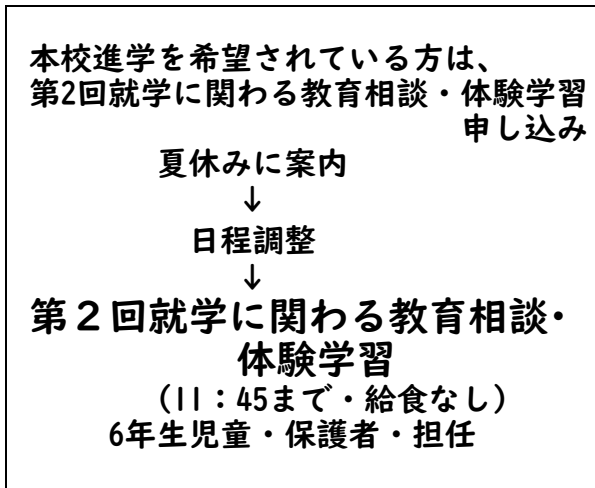 本校進学を希望されている方は、
第2回就学に関わる教育相談・体験学習
申し込み
夏休みに案内
↓
日程調整
↓
第２回就学に関わる教育相談・
体験学習
（11：45まで・給食なし）
6年生児童・保護者・担任